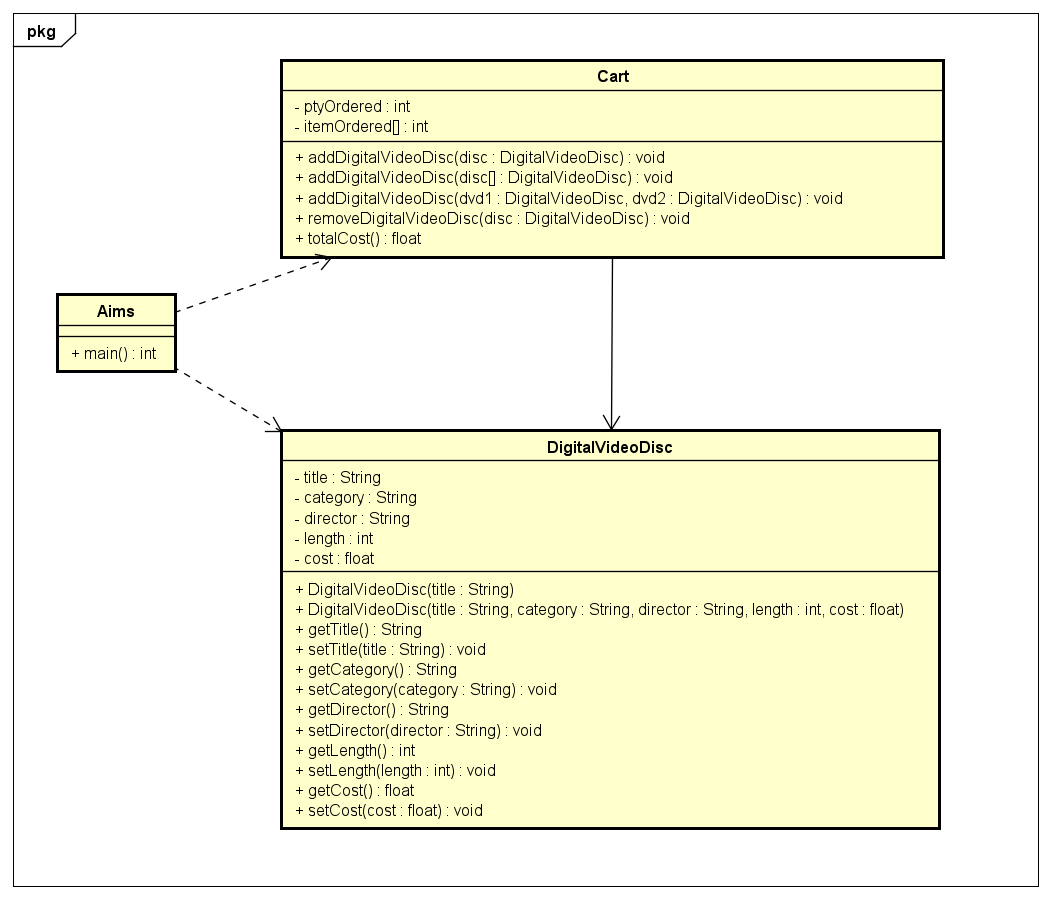 pkg
Cart
- ptyOrdered : int
- itemOrdered[] : int
+ addDigitalVideoDisc(disc : DigitalVideoDisc) : void
+ addDigitalVideoDisc(disc[] : DigitalVideoDisc) : void
+ addDigitalVideoDisc(dvd1 : DigitalVideoDisc, dvd2 : DigitalVideoDisc) : void
+ removeDigitalVideoDisc(disc : DigitalVideoDisc) : void
+ totalCost() : float
Aims
+ main() : int
DigitalVideoDisc
- title : String
- category : String
- director : String
- length : int
- cost : float
+ DigitalVideoDisc(title : String)
+ DigitalVideoDisc(title : String, category : String, director : String, length : int, cost : float)
+ getTitle() : String
+ setTitle(title : String) : void
+ getCategory() : String
+ setCategory(category : String) : void
+ getDirector() : String
+ setDirector(director : String) : void
+ getLength() : int
+ setLength(length : int) : void
+ getCost() : float
+ setCost(cost : float) : void